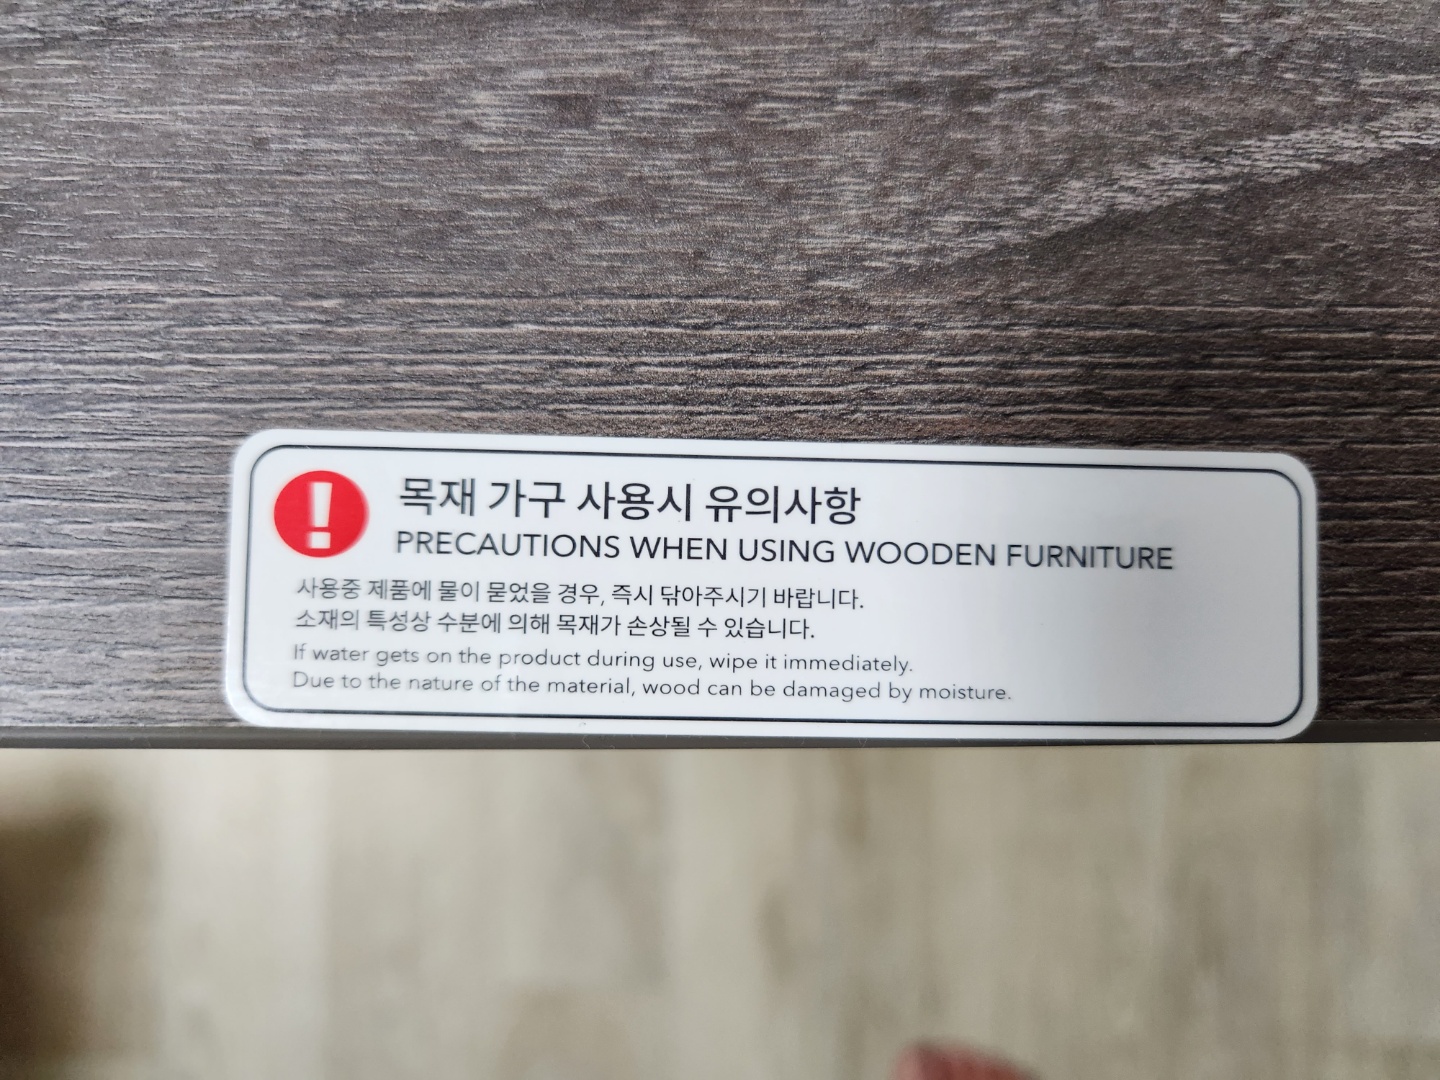 목재 가구 사용시 유의사항
PRECAUTIONS WHEN USING WOODEN FURNITURE
사용중 제품에 물이 묻었을 경우, 즉시 닦아주시기 바랍니다.
소재의 특성상 수분에 의해 목재가 손상될 수 있습니다.
If water gets on the product during use, wipe it immediately.
Due to the nature of the material, wood can be damaged by moisture.